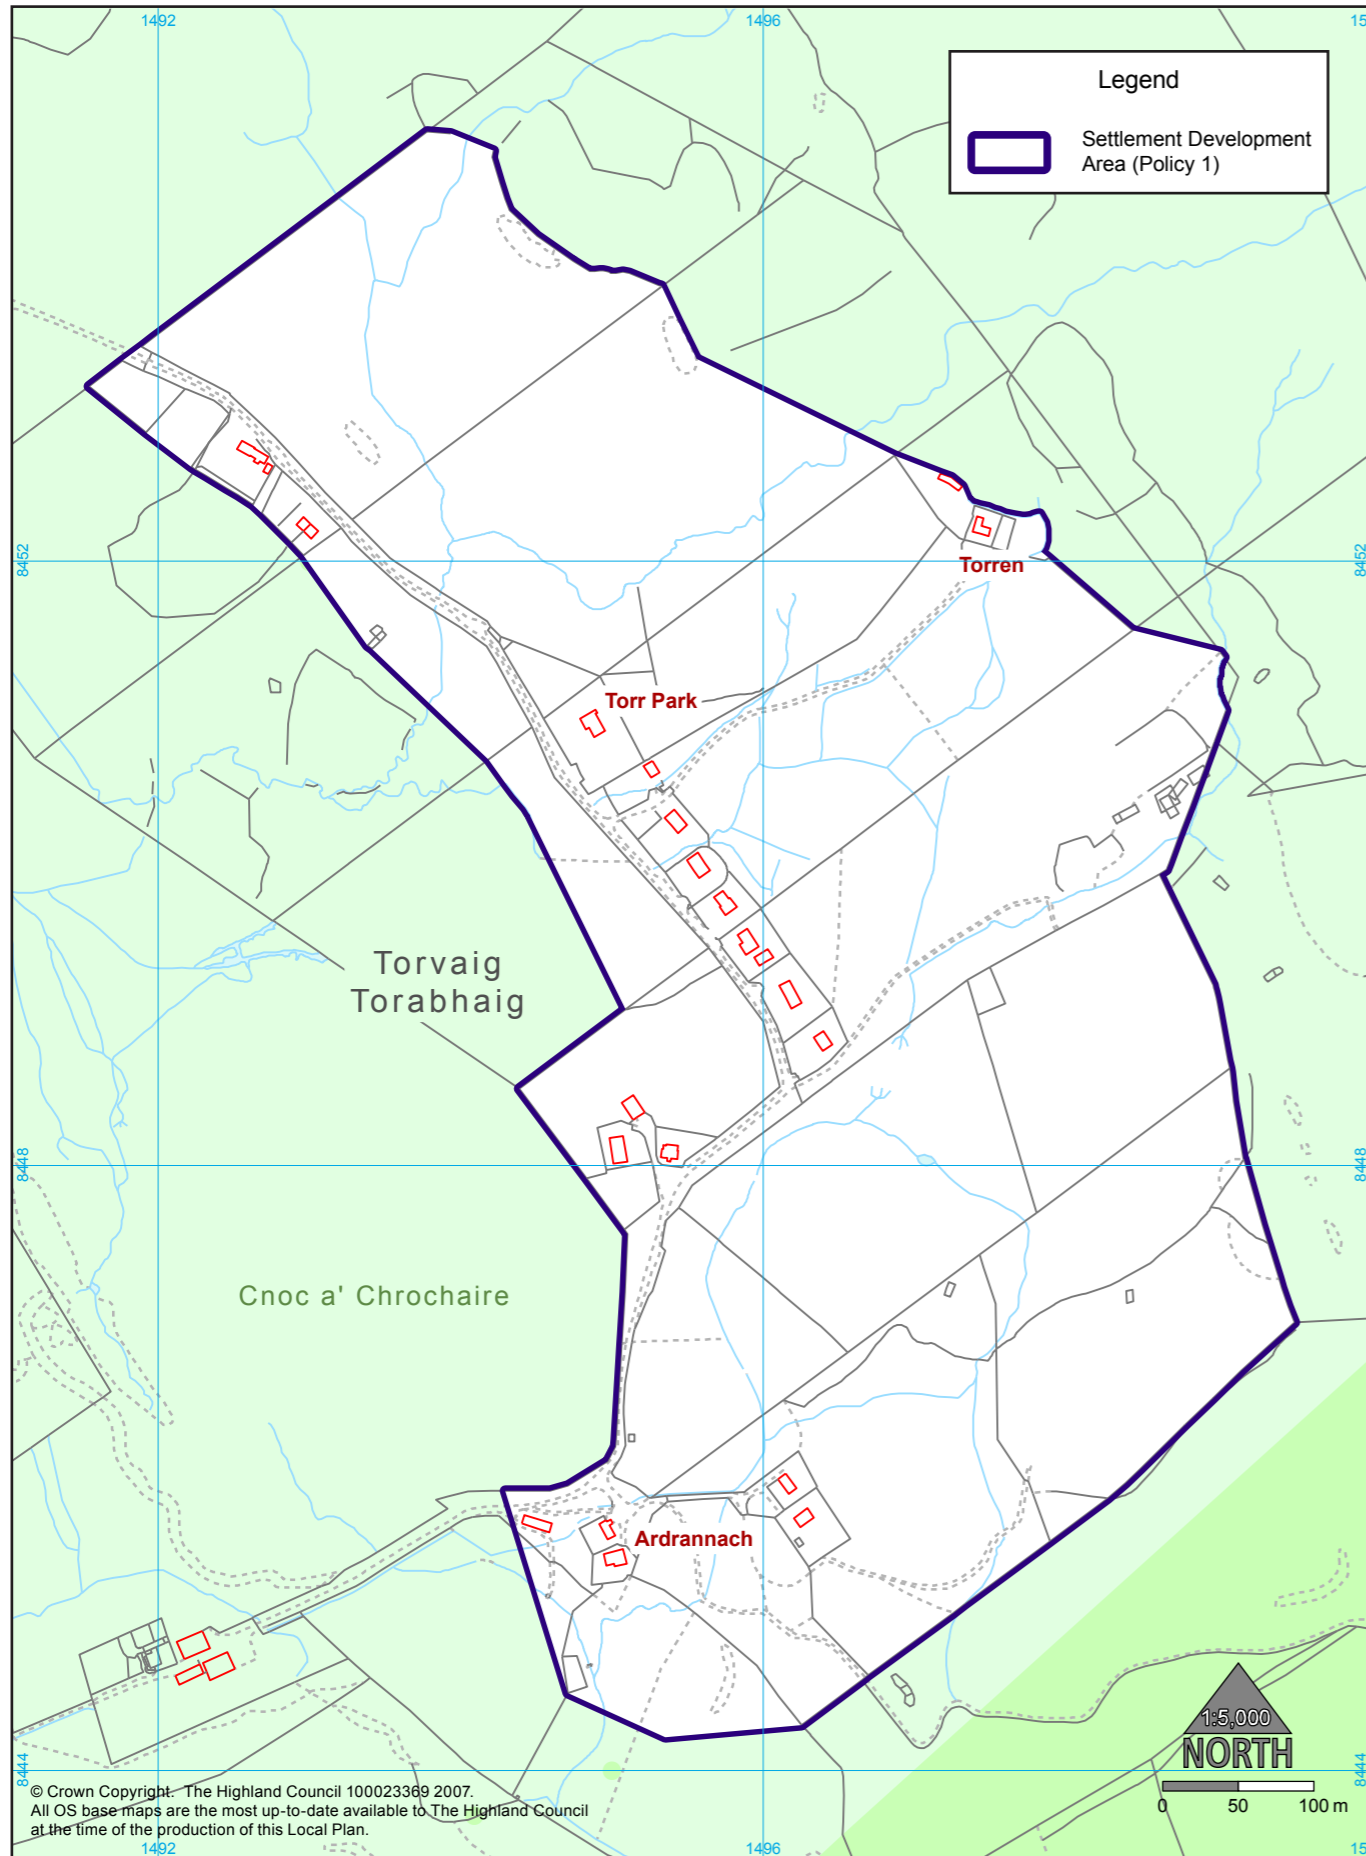 1492
1496
15
Legend
Settlement Development
Area (Policy 1)
8452
8452
Torren
Torr Park
Torvaig
Torabhaig
8448
8448
Cnoc a' Chrochaire
Ardrannach
1:5,000
NORTH
0 50 100 m
8444
8444
© Crown Copyright. The Highland Council 100023369 2007.
All OS base maps are the most up-to-date available to The Highland Council
at the time of the production of this Local Plan.
1492
1496
15